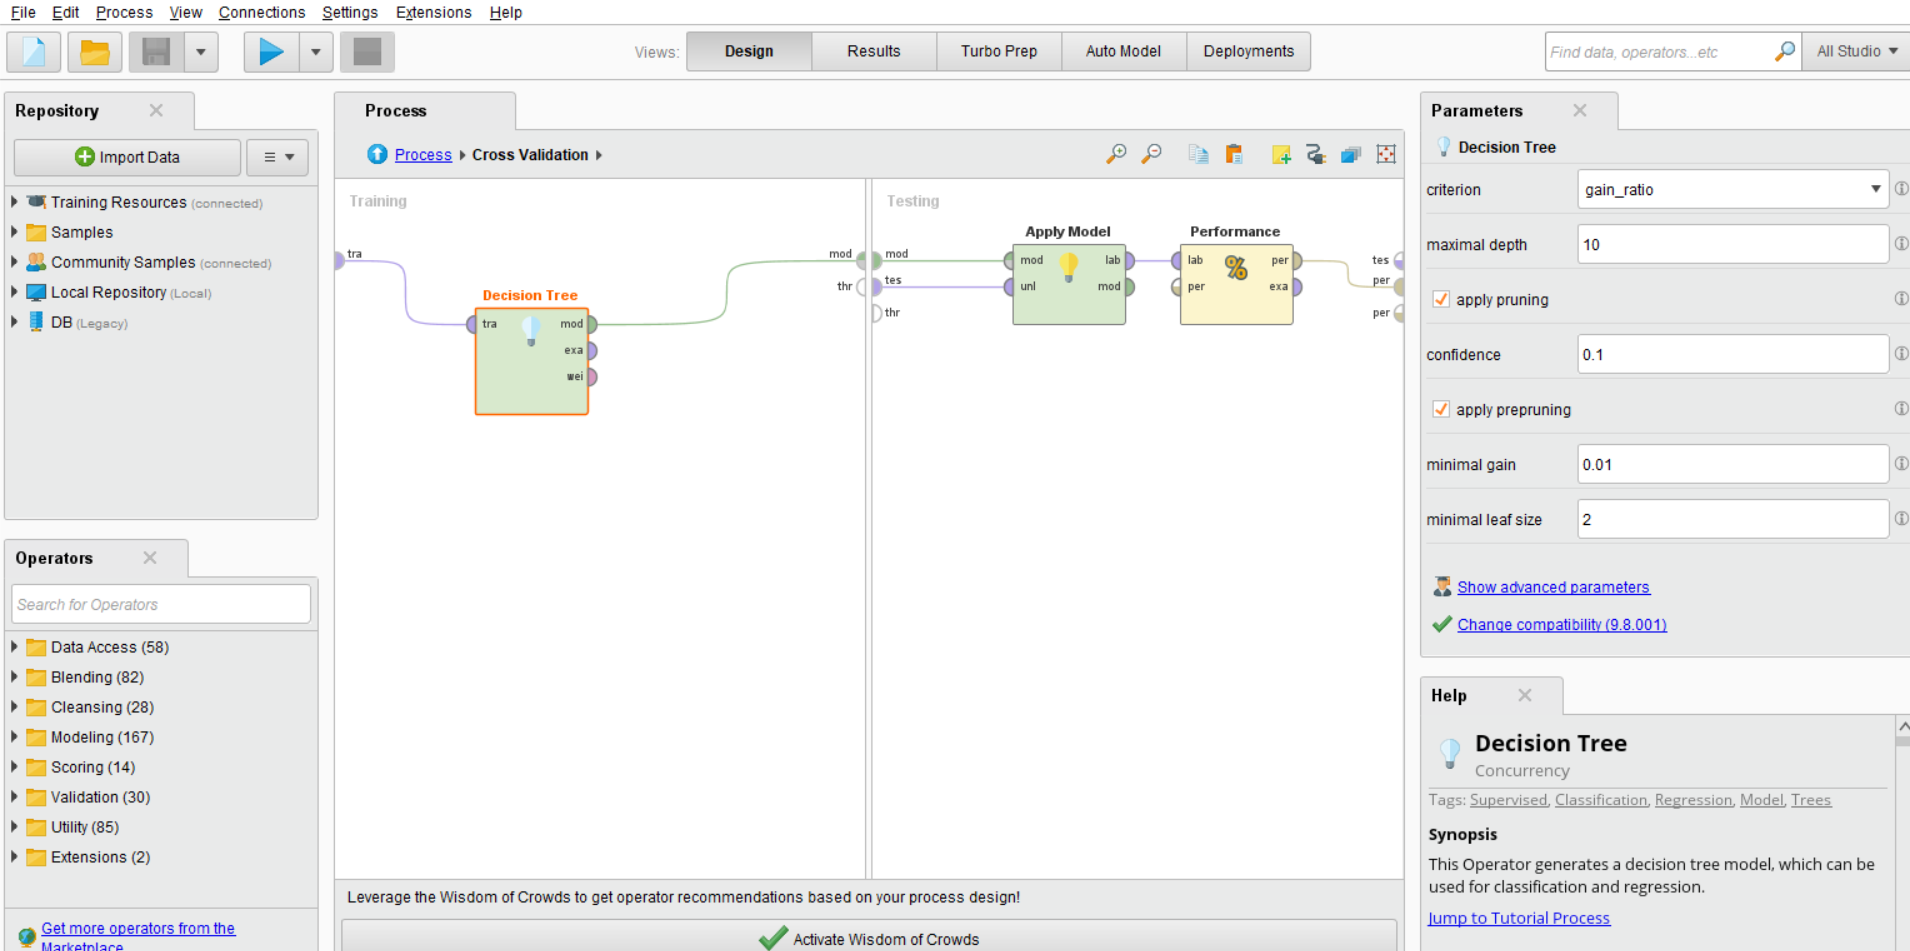 File Edit Process View Connections Settings Extensions Help
Views: Design Results Turbo Prep Auto Model Deployments
Find data, operators...etc
All Studio
Repository
Import Data
Training Resources (connected)
Samples
Community Samples (connected)
Local Repository (Local)
DB (Legacy)
Operators
Search for Operators
Data Access (58)
Blending (82)
Cleansing (28)
Modeling (167)
Scoring (14)
Validation (30)
Utility (85)
Extensions (2)
Get more operators from the
Marketplace
Process
Process Cross Validation
Training
tra
Decision Tree
tra mod
exa
wei
mod
thr
Testing
mod
tes
thr
Apply Model
mod lab
unl mod
Performance
%
lab per
per exa
tes
per
per
Leverage the Wisdom of Crowds to get operator recommendations based on your process design!
Activate Wisdom of Crowds
Parameters
Decision Tree
criterion gain_ratio
maximal depth 10
apply pruning
confidence 0.1
apply prepruning
minimal gain 0.01
minimal leaf size 2
Show advanced parameters
Change compatibility (9.8.001)
Help
Decision Tree
Concurrency
Tags: Supervised, Classification, Regression, Model, Trees
Synopsis
This Operator generates a decision tree model, which can be
used for classification and regression.
Jump to Tutorial Process